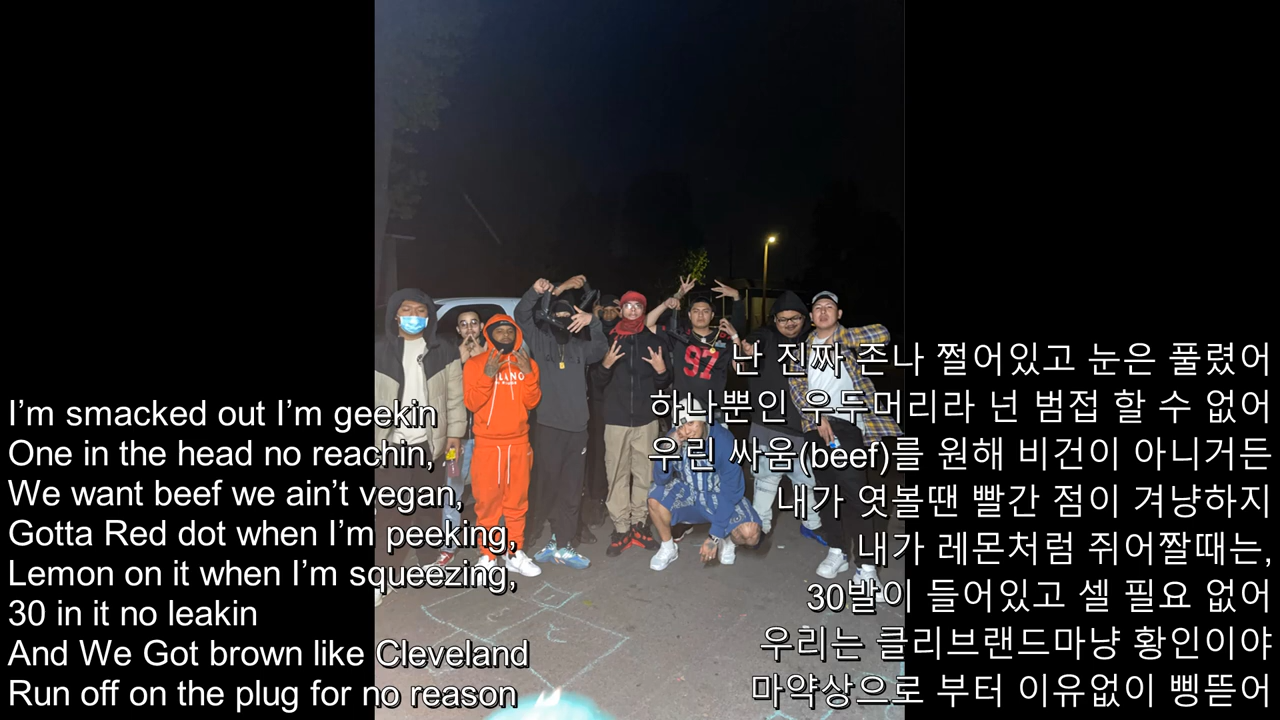 I'm smacked out I'm geekin
One in the head no reachin,
We want beef we ain't vegan,
Gotta Red dot when I'm peeking,
Lemon on it when I'm squeezing,
30 in it no leakin
And We Got brown like Cleveland
Run off on the plug for no reason
97
난 진짜 존나 쩔어있고 눈은 풀렸어
하나뿐인 우두머리라 넌 범접 할 수 없어
우린 싸움(beef)를 원해 비건이 아니거든
내가 엿볼땐 빨간 점이 겨냥하지
내가 레몬처럼 쥐어짤때는,
30발이 들어있고 셀 필요 없어
우리는 클리브랜드마냥 황인이야
마약상으로 부터 이유없이 삥뜯어